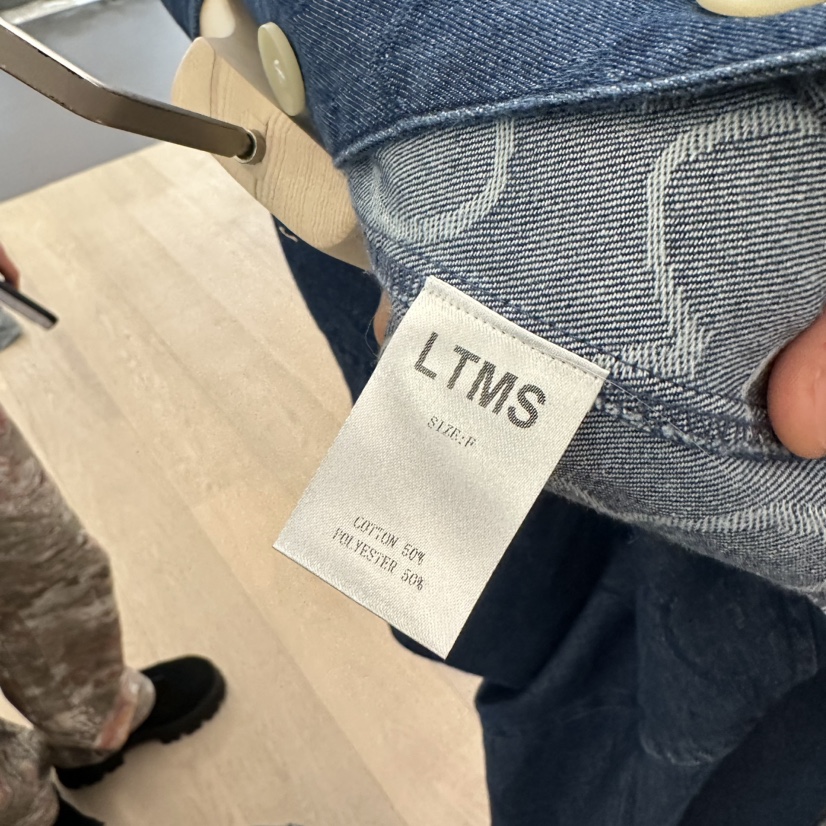 LTMS
SIZE:F
COTTON 50%
POLYESTER 50%